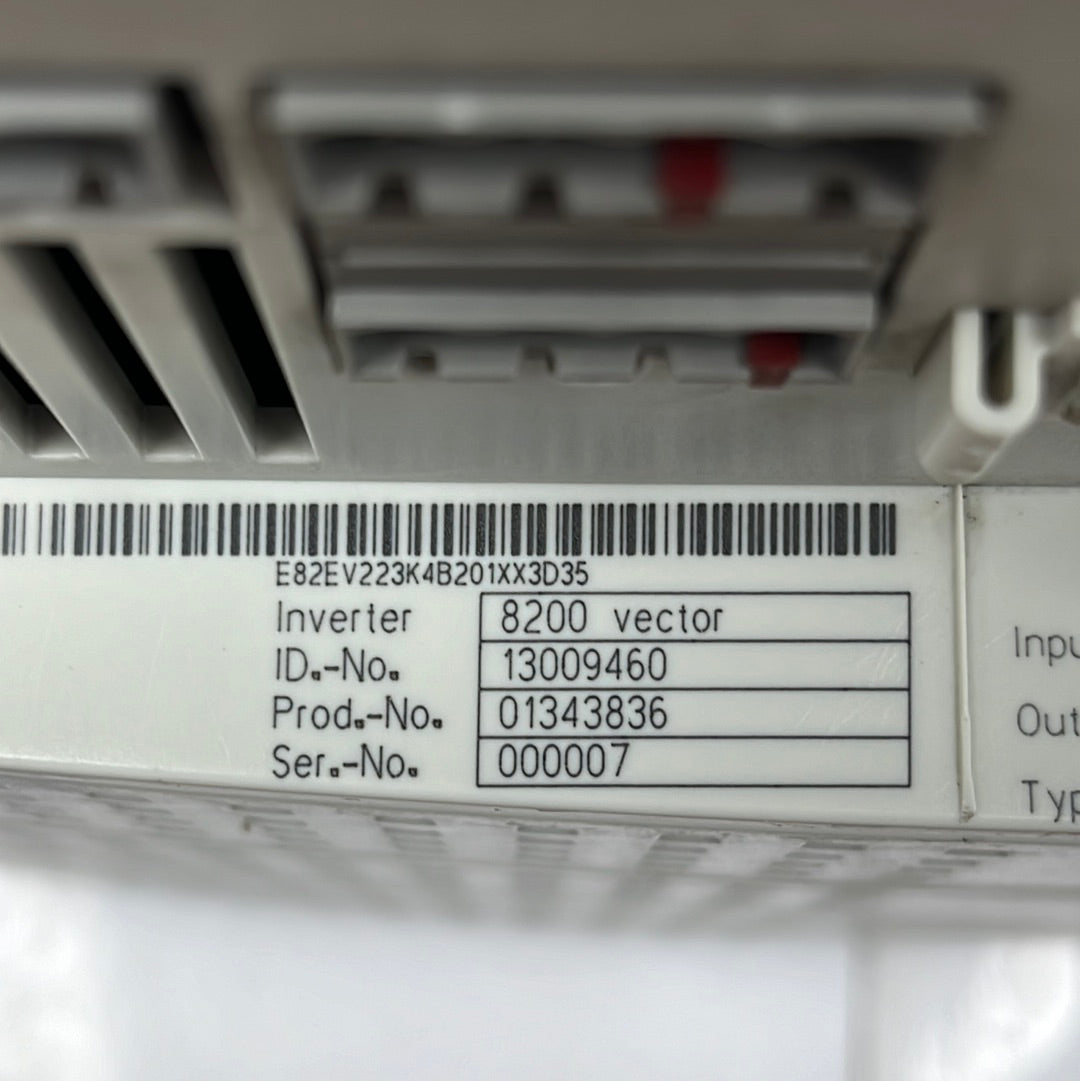 E82EV223K4B201XX3D35
Inverter 8200 vector
ID.-No. 13009460
Prod.-No. 01343836
Ser.-No. 000007